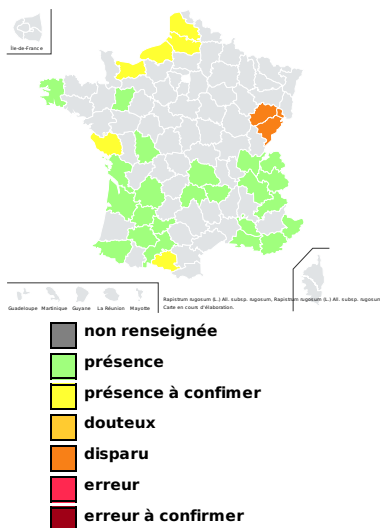 Île-de-France
Guadeloupe Martinique Guyane La Réunion Mayotte
Rapistrum rugosum (L.) All. subsp. rugosum, Rapistrum rugosum (L.) All. subsp. rugosum
Carte en cours d'élaboration.
non renseignée
présence
présence à confimer
douteux
disparu
erreur
erreur à confirmer